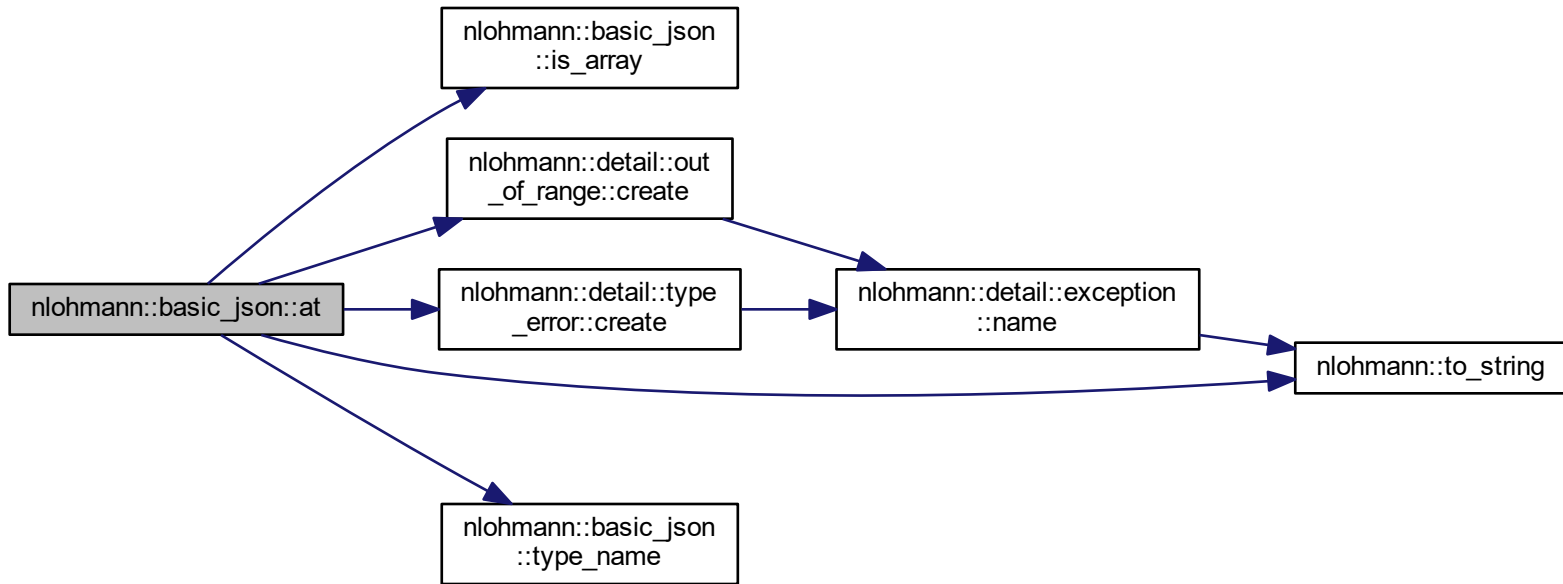 nlohmann::basic_json
::is_array
nlohmann::detail::out
_of_range::create
nlohmann::basic_json::at
nlohmann::detail::type
_error::create
nlohmann::detail::exception
::name
nlohmann::to_string
nlohmann::basic_json
::type_name